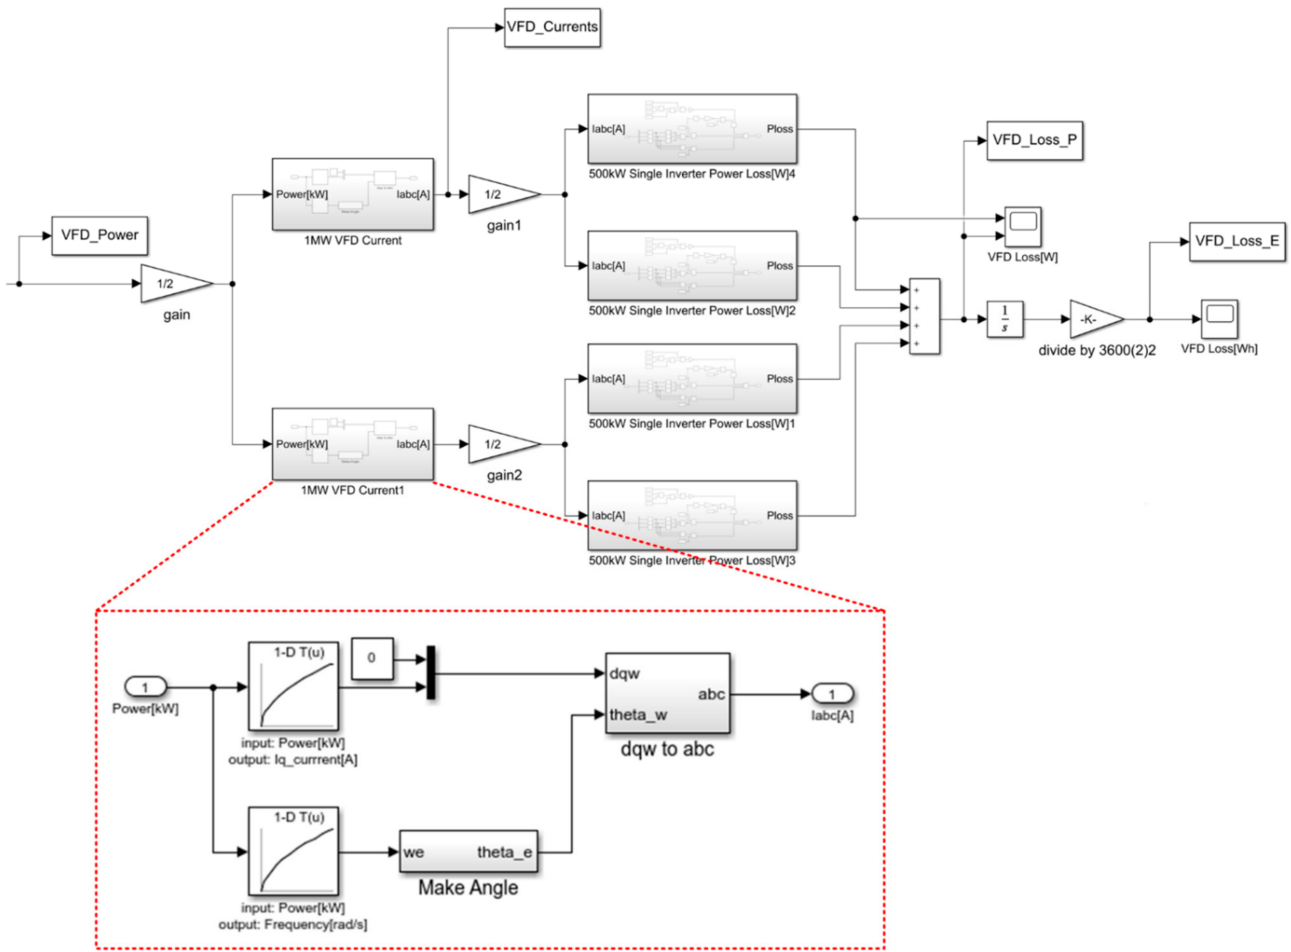 VFD_Currents
Iabc[A] Ploss
500kW Single Inverter Power Loss[W]4
VFD_Loss_P
VFD_Power
Power[kW] Iabc[A]
1MW VFD Current
1/2
gain1
VFD Loss[W]
VFD_Loss_E
1/2
gain
Iabc[A] Ploss
500kW Single Inverter Power Loss[W]2
+
+
+
+
1
s
-K-
divide by 3600(2)2
VFD Loss[Wh]
Iabc[A] Ploss
500kW Single Inverter Power Loss[W]1
Power[kW] Iabc[A]
1MW VFD Current1
1/2
gain2
Iabc[A] Ploss
500kW Single Inverter Power Loss[W]3
1
Power[kW]
1-D T(u)
input: Power[kW]
output: Iq_currrent[A]
0
dqw
theta_w
abc
dqw to abc
1
Iabc[A]
1-D T(u)
input: Power[kW]
output: Frequency[rad/s]
we theta_e
Make Angle